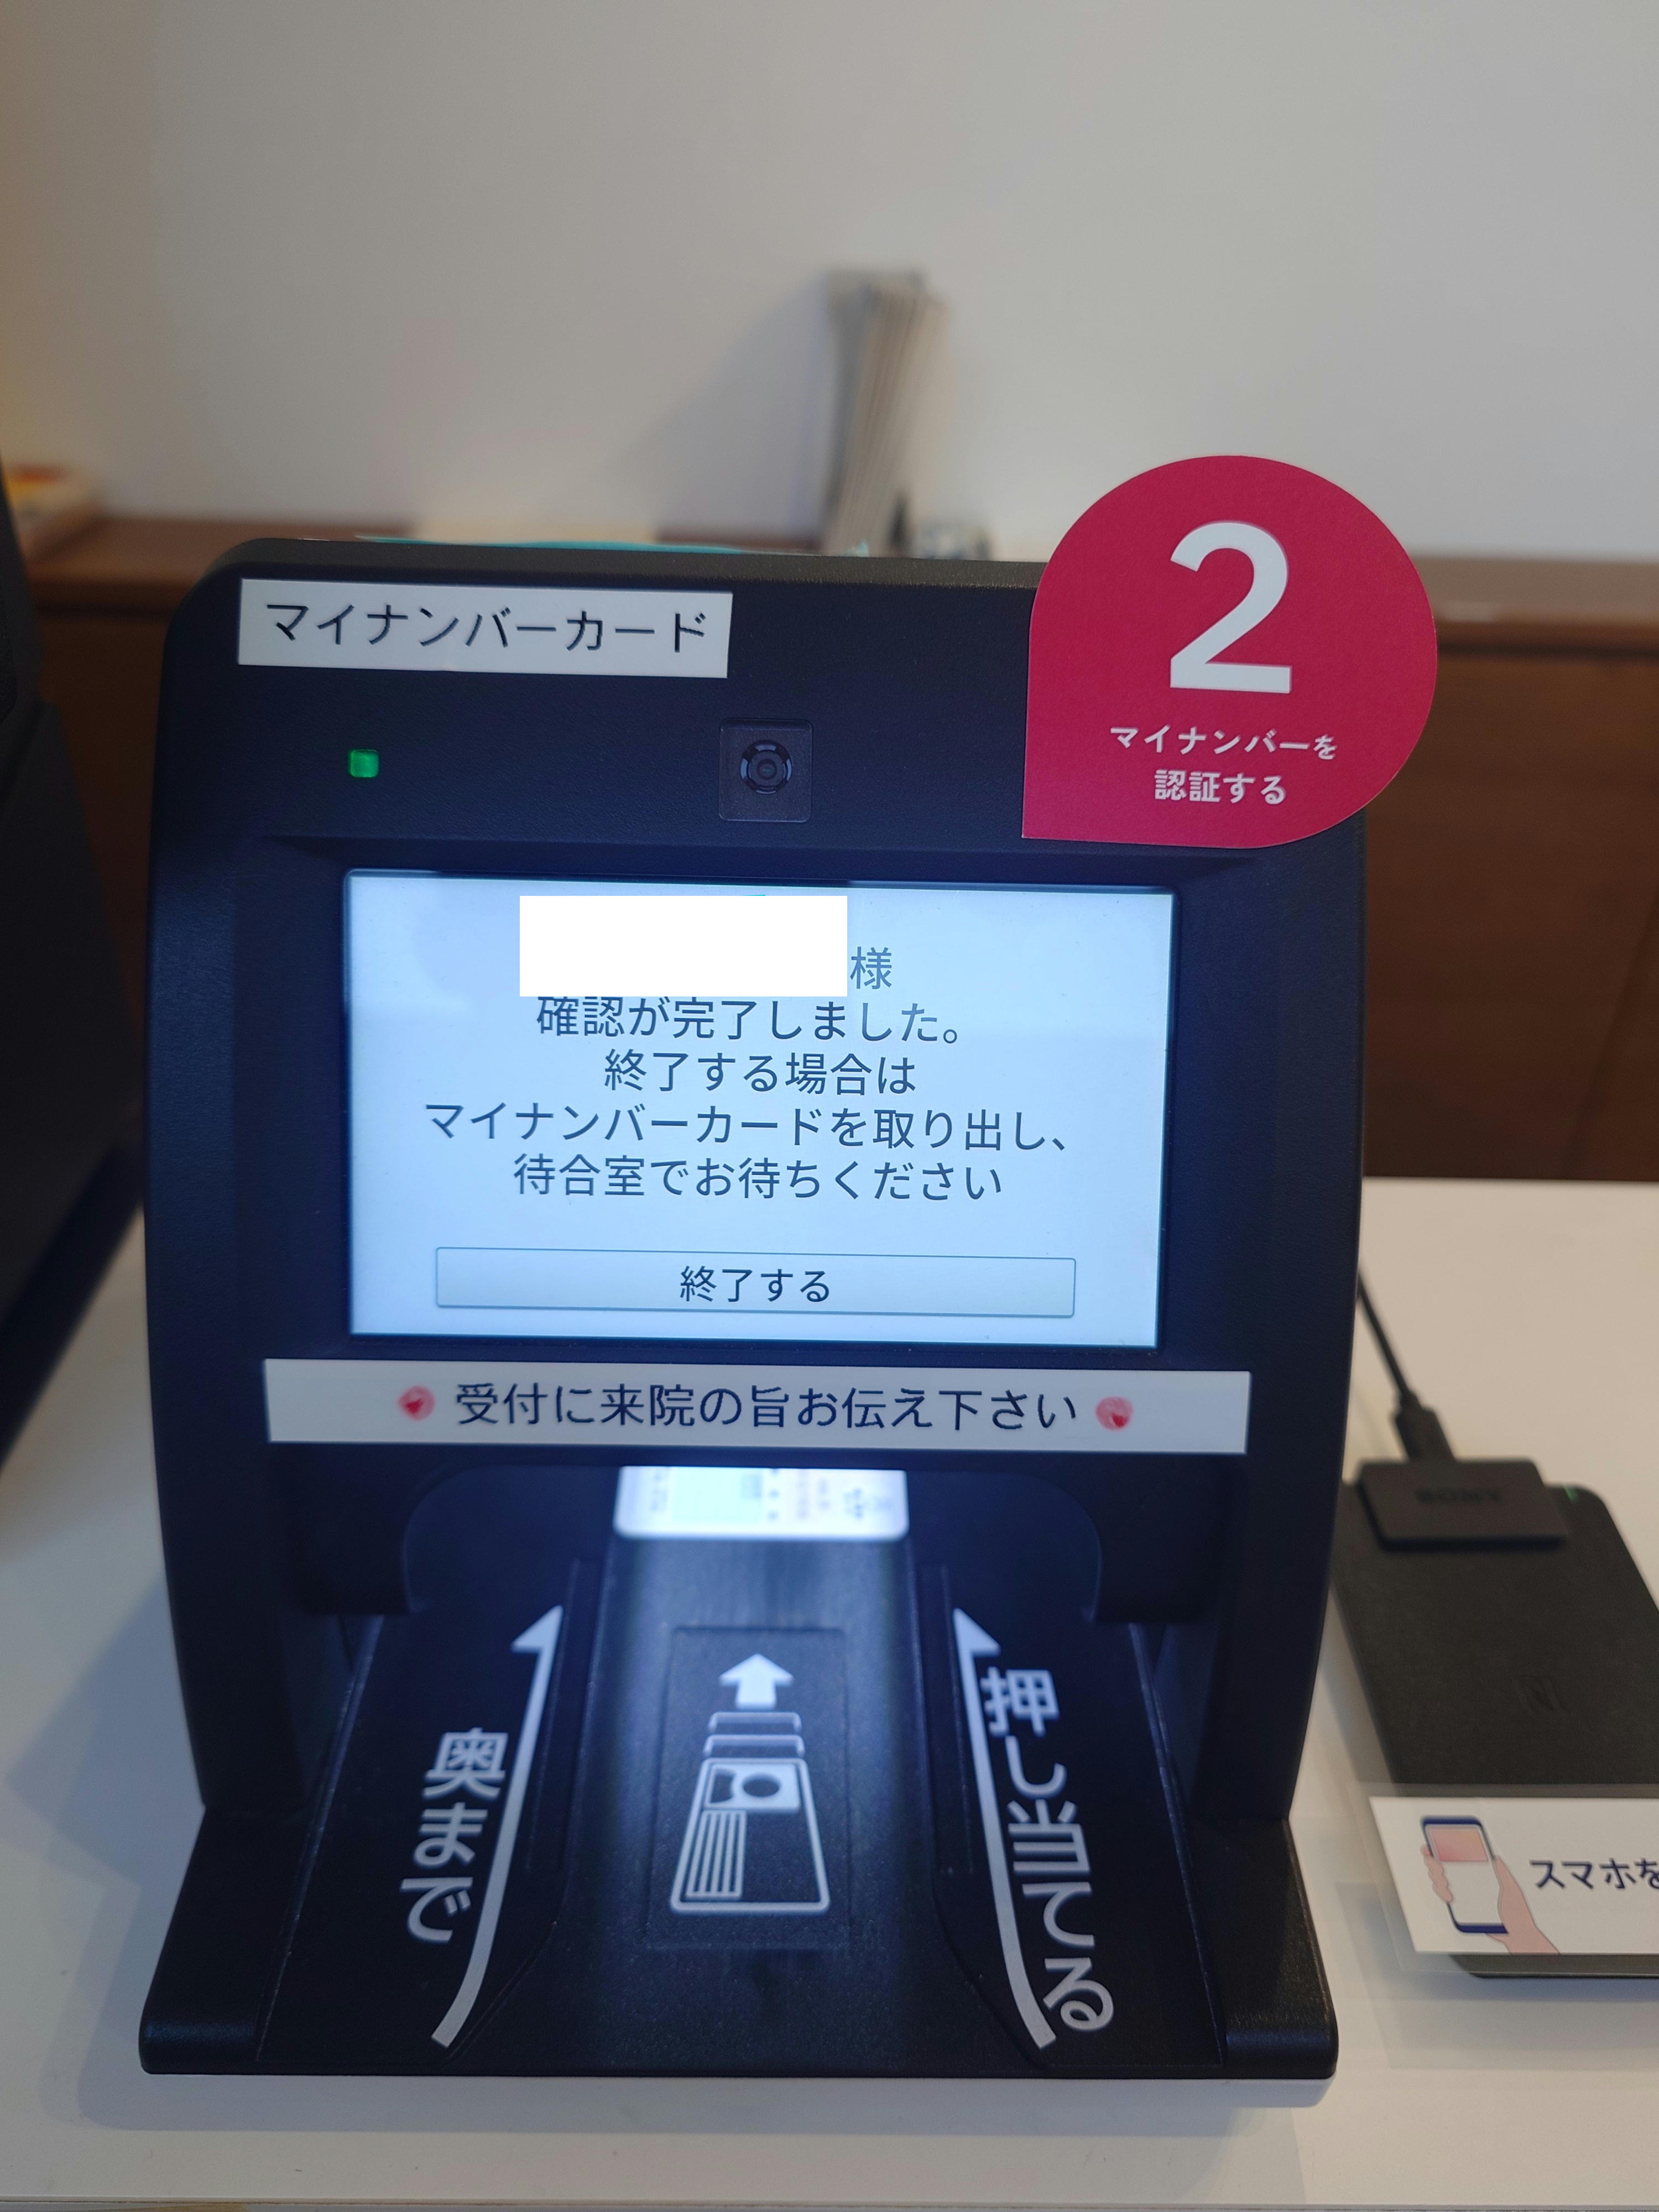 マイナンバーカード
2
マイナンバーを
認証する
様
確認が完了しました。
終了する場合は
マイナンバーカードを取り出し、
待合室でお待ちください
終了する
受付に来院の旨お伝え下さい
奥まで
押し当てる
SONY
スマホを